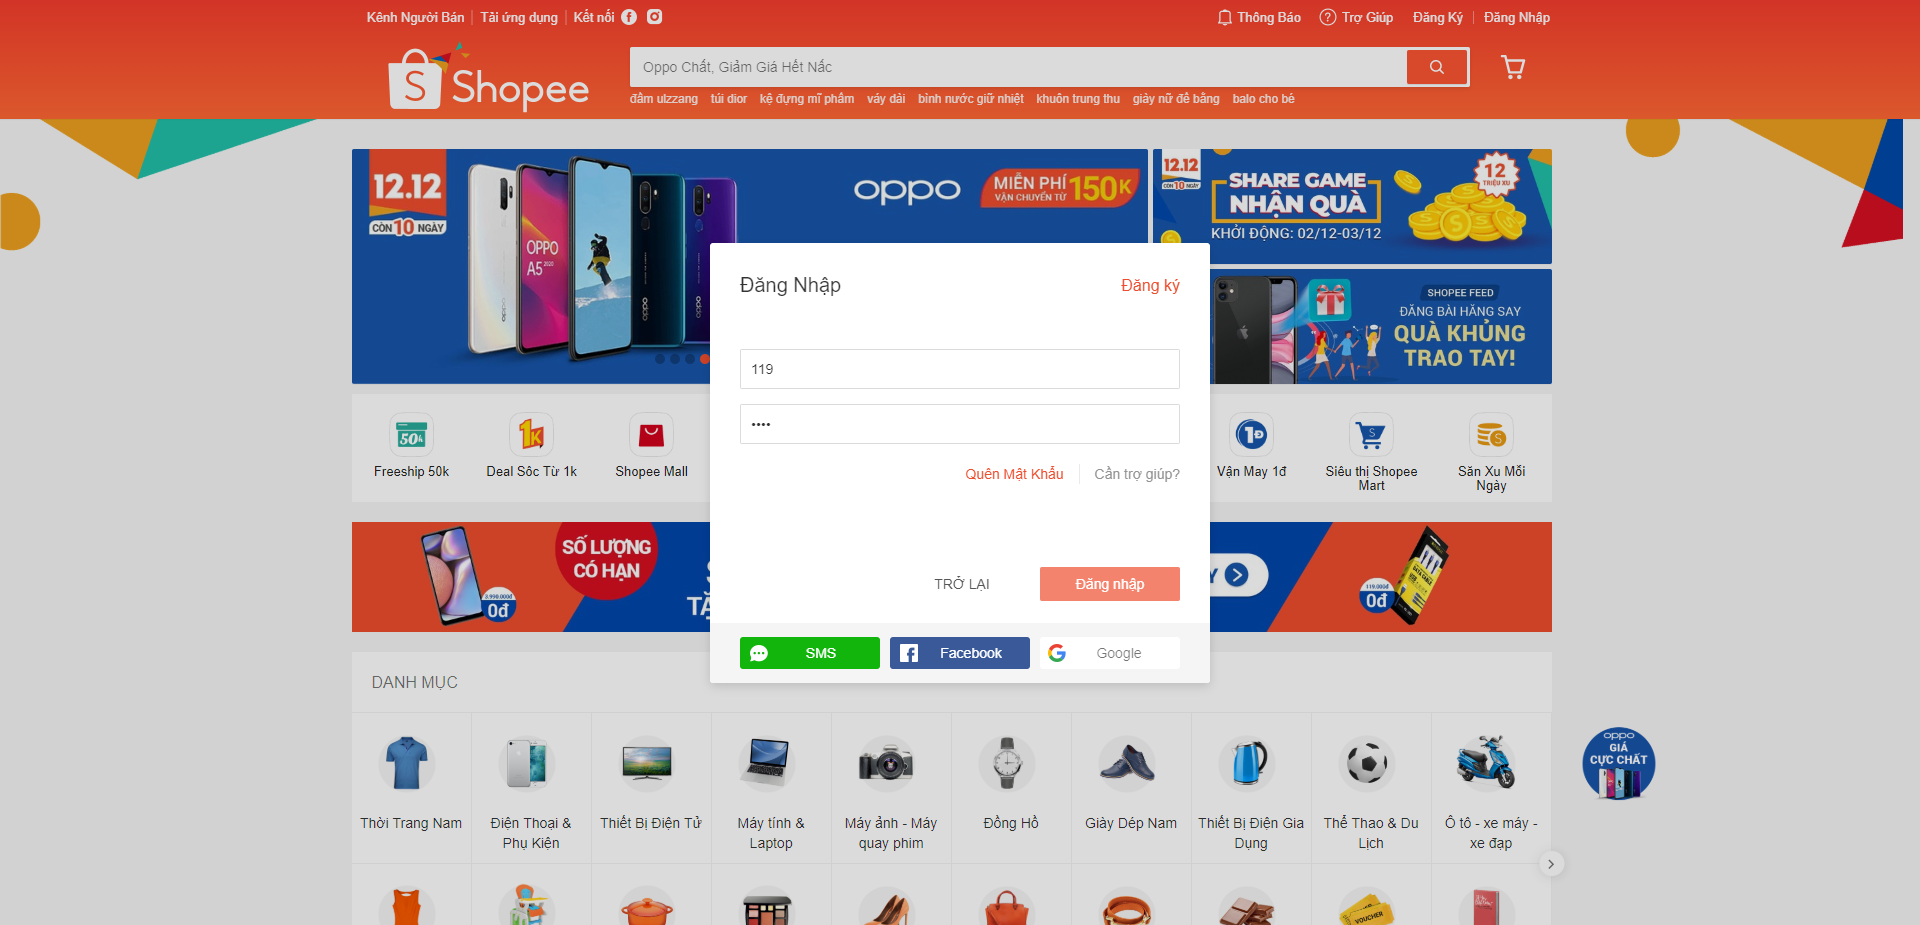 Kênh Người Bán
Tải ứng dụng
Kết nối
Thông Báo
Trợ Giúp
Đăng Ký
Đăng Nhập
Shopee
Oppo Chất, Giảm Giá Hết Nấc
đầm ulzzang
túi dior
kệ đựng mĩ phẩm
váy dài
bình nước giữ nhiệt
khuôn trung thu
giày nữ đế bằng
balo cho bé
12.12
CÒN 10 NGÀY
OPPO
A5 2020
oppo
MIỄN PHÍ
VẬN CHUYỂN TỪ
150K
12.12
CÒN 10 NGÀY
SHARE GAME
NHẬN QUÀ
KHỞI ĐỘNG: 02/12-03/12
12
TRIỆU XU
SHOPEE FEED
ĐĂNG BÀI HĂNG SAY
QUÀ KHỦNG
TRAO TAY!
Đăng Nhập
Đăng ký
119
••••
Quên Mật Khẩu
Cần trợ giúp?
TRỞ LẠI
Đăng nhập
SMS
Facebook
Google
50k
Freeship 50k
1K
Deal Sốc Từ 1k
Shopee Mall
1Đ
Vận May 1đ
Siêu thị Shopee
Mart
Săn Xu Mỗi
Ngày
3.990.000đ
0đ
SỐ LƯỢNG
CÓ HẠN
119.000đ
0đ
DANH MỤC
Thời Trang Nam
Điện Thoại &
Phụ Kiện
Thiết Bị Điện Tử
Máy tính &
Laptop
Máy ảnh - Máy
quay phim
Đồng Hồ
Giày Dép Nam
Thiết Bị Điện Gia
Dụng
Thể Thao & Du
Lịch
Ô tô - xe máy -
xe đạp
oppo
GIÁ
CỰC CHẤT
VOUCHER